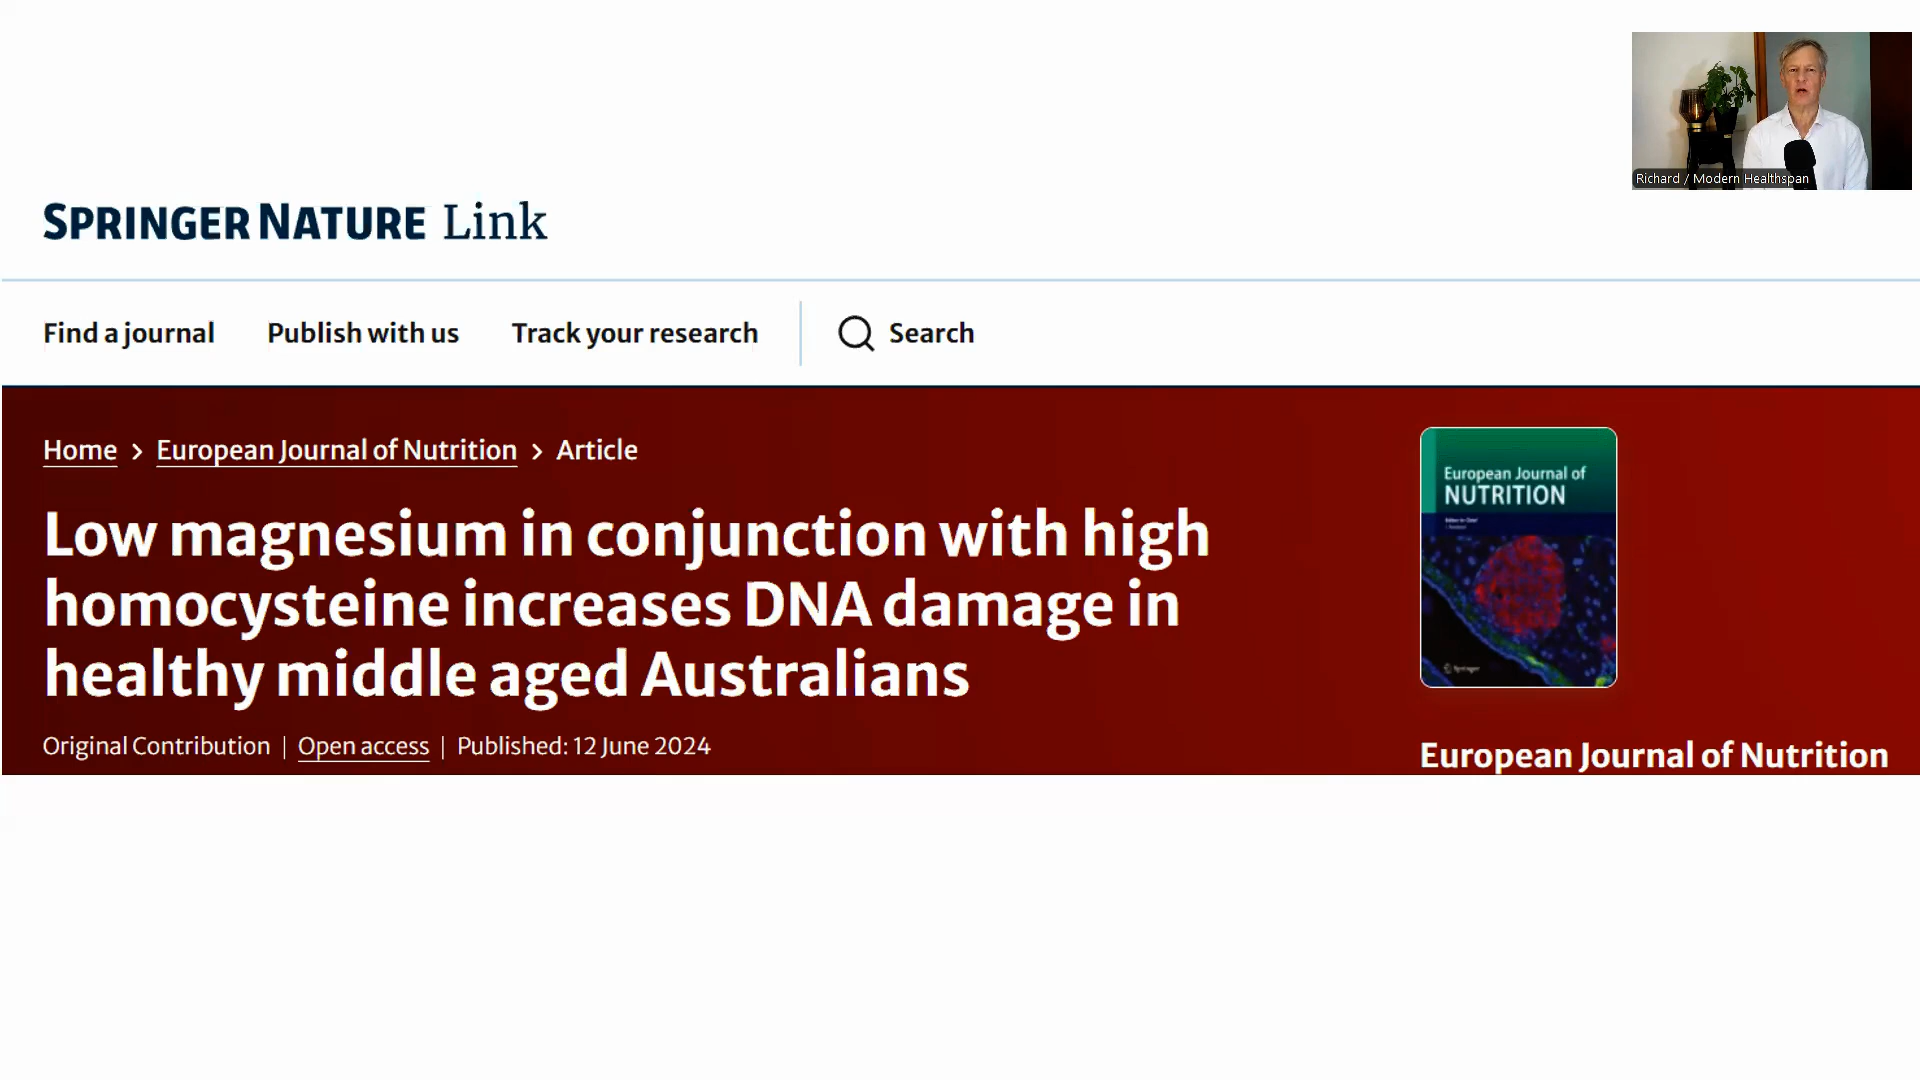 Richard / Modern Healthspan
SPRINGER NATURE Link
Find a journal
Publish with us
Track your research
Search
Home > European Journal of Nutrition > Article
Low magnesium in conjunction with high
homocysteine increases DNA damage in
healthy middle aged Australians
Original Contribution | Open access | Published: 12 June 2024
European Journal of
NUTRITION
Springer
European Journal of Nutrition